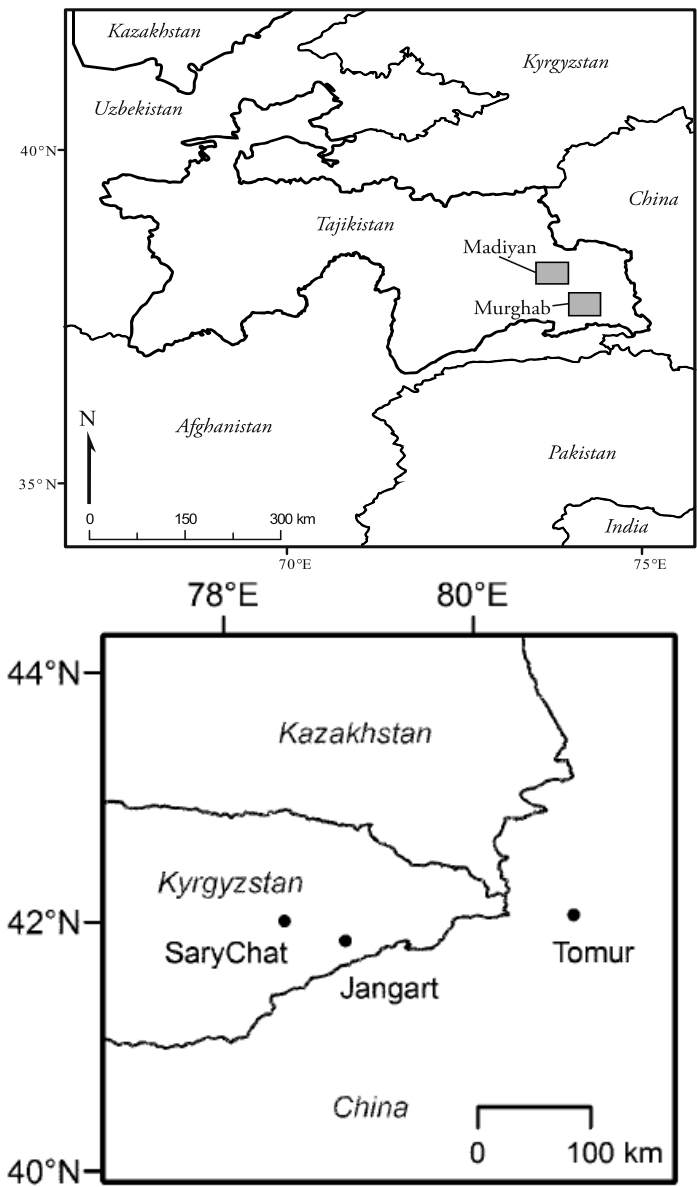 Kazakhstan
Kyrgyzstan
Uzbekistan
40°N
China
Tajikistan
Madiyan
Murghab
N
Afghanistan
Pakistan
35°N
0 150 300 km
India
70°E 75°E
78°E 80°E
44°N
Kazakhstan
Kyrgyzstan
42°N
SaryChat
Tomur
Jangart
China
0 100 km
40°N